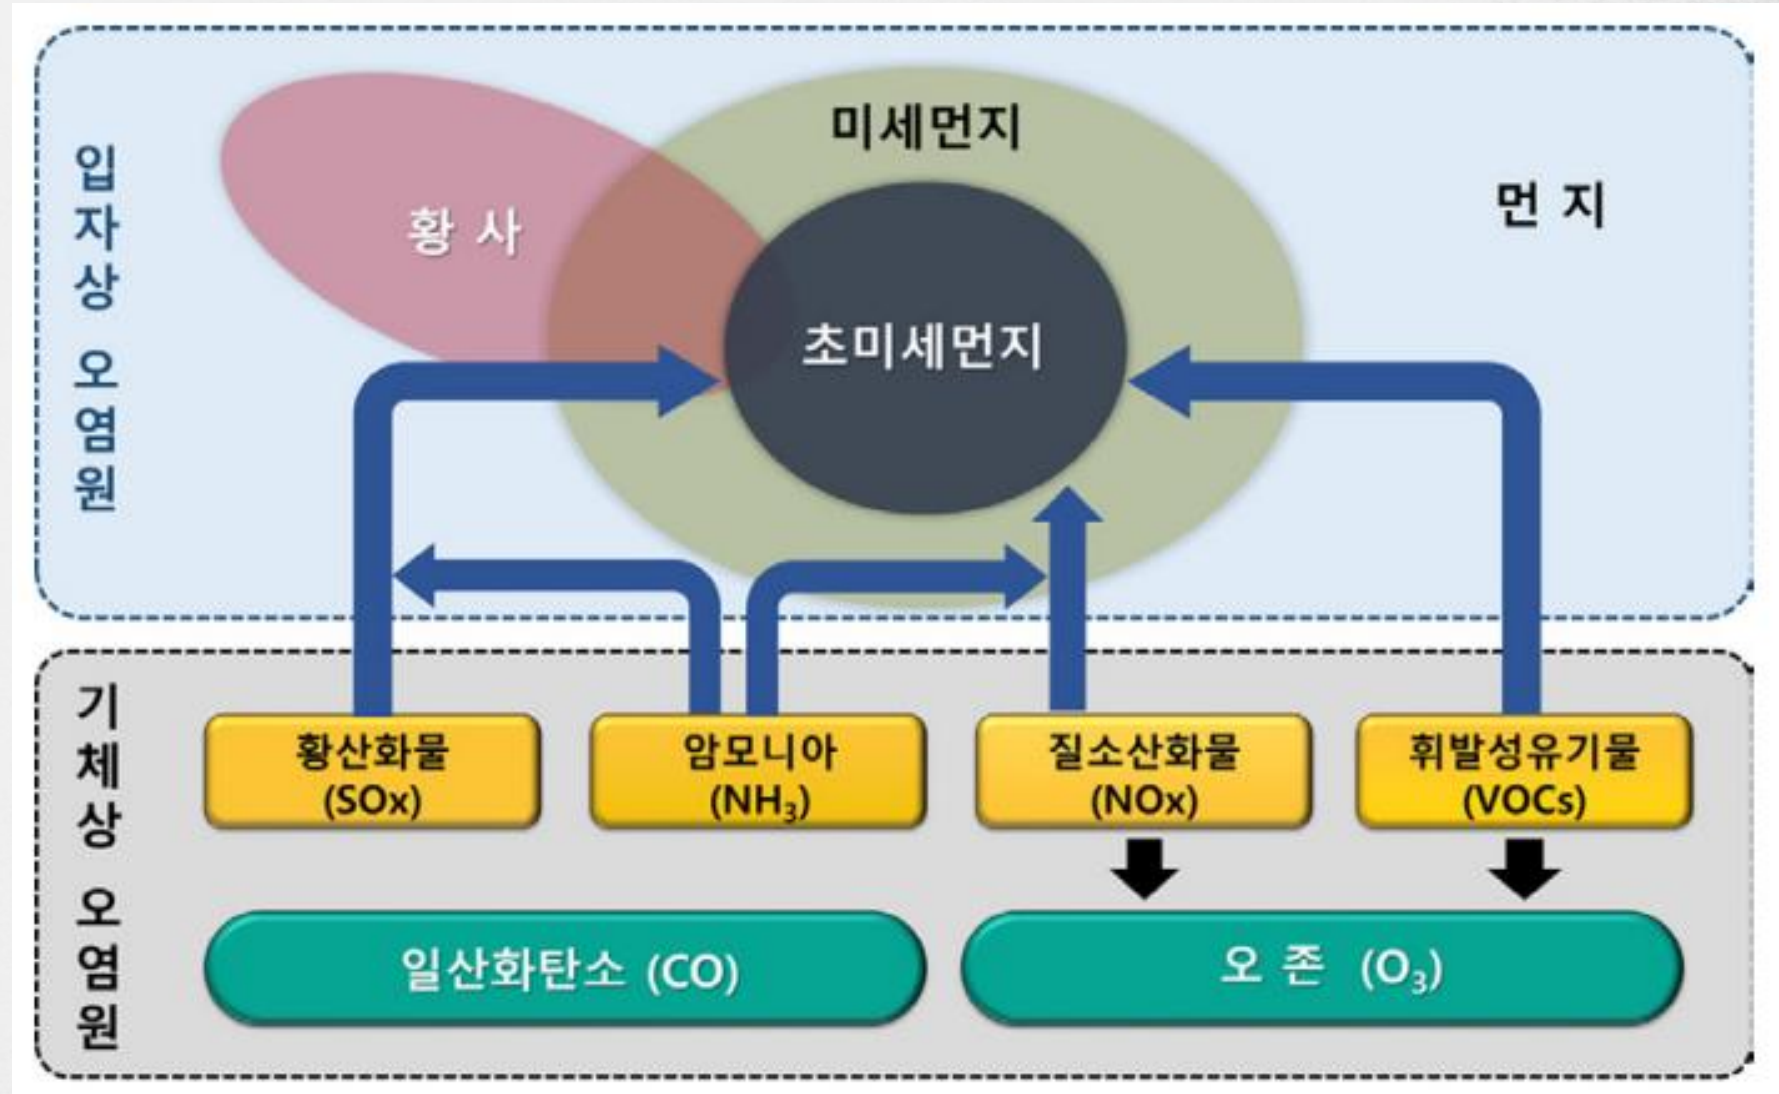 입자상 오염원
미세먼지
먼 지
황 사
초미세먼지
기체상 오염원
황산화물
(SOx)
암모니아
(NH₃)
질소산화물
(NOx)
휘발성유기물
(VOCs)
일산화탄소 (CO)
오 존 (O₃)